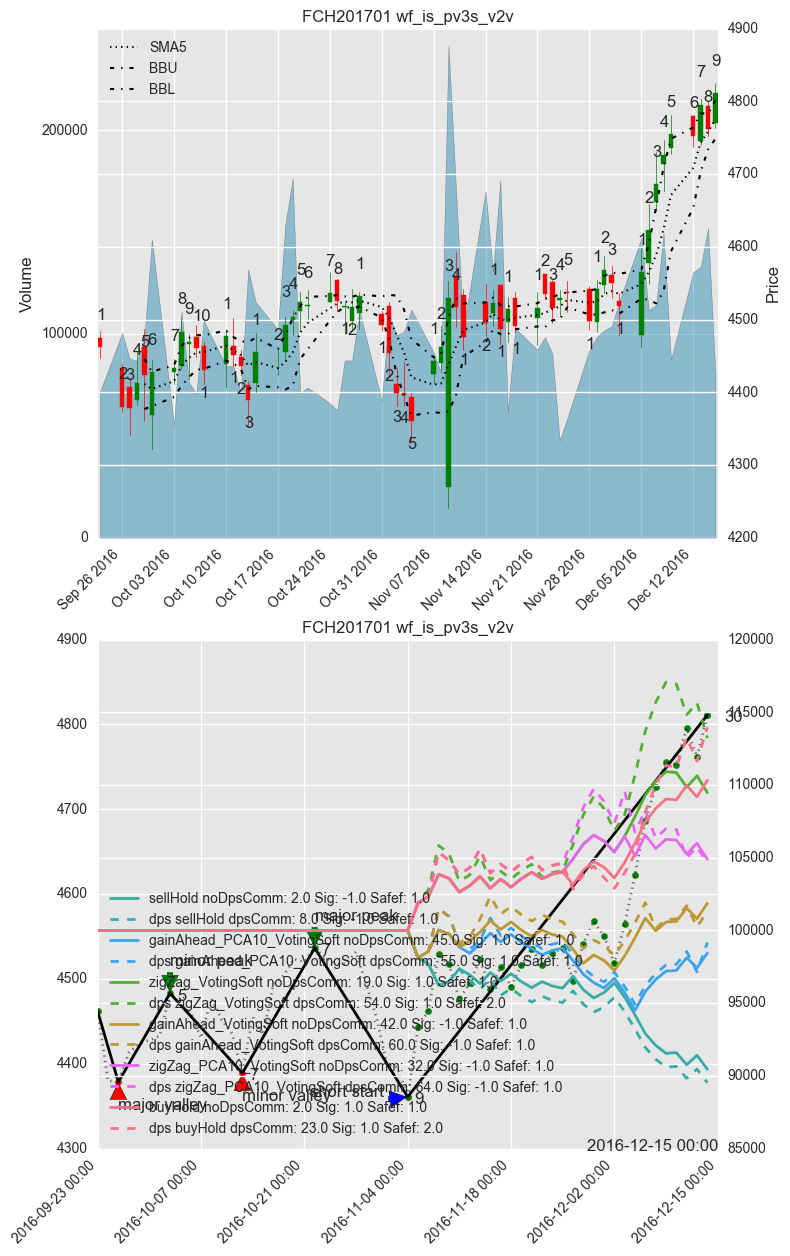 FCH201701 wf_is_pv3s_v2v
SMA5
BBU
BBL
Volume
Price
200000
100000
0
4900
4800
4700
4600
4500
4400
4300
4200
Sep 26 2016
Oct 03 2016
Oct 10 2016
Oct 17 2016
Oct 24 2016
Oct 31 2016
Nov 07 2016
Nov 14 2016
Nov 21 2016
Nov 28 2016
Dec 05 2016
Dec 12 2016
FCH201701 wf_is_pv3s_v2v
4900
4800
4700
4600
4500
4400
4300
120000
115000
110000
105000
100000
95000
90000
85000
30
sellHold noDpsComm: 2.0 Sig: -1.0 Safef: 1.0
dps sellHold dpsComm: 8.0 Sig: -1.0 Safef: 1.0
gainAhead_PCA10_VotingSoft noDpsComm: 45.0 Sig: 1.0 Safef: 1.0
dps gainAhead_PCA10_VotingSoft dpsComm: 55.0 Sig: 1.0 Safef: 1.0
zigZag_VotingSoft noDpsComm: 19.0 Sig: 1.0 Safef: 1.0
dps zigZag_VotingSoft dpsComm: 54.0 Sig: 1.0 Safef: 2.0
gainAhead_VotingSoft noDpsComm: 42.0 Sig: -1.0 Safef: 1.0
dps gainAhead_VotingSoft dpsComm: 60.0 Sig: -1.0 Safef: 1.0
zigZag_PCA10_VotingSoft noDpsComm: 32.0 Sig: -1.0 Safef: 1.0
dps zigZag_PCA10_VotingSoft dpsComm: 64.0 Sig: -1.0 Safef: 1.0
buyHold noDpsComm: 2.0 Sig: 1.0 Safef: 1.0
dps buyHold dpsComm: 23.0 Sig: 1.0 Safef: 2.0
major peak
minor peak
5
7
major valley
minor valley
short start
9
2016-12-15 00:00
2016-09-23 00:00
2016-10-07 00:00
2016-10-21 00:00
2016-11-04 00:00
2016-11-18 00:00
2016-12-02 00:00
2016-12-15 00:00